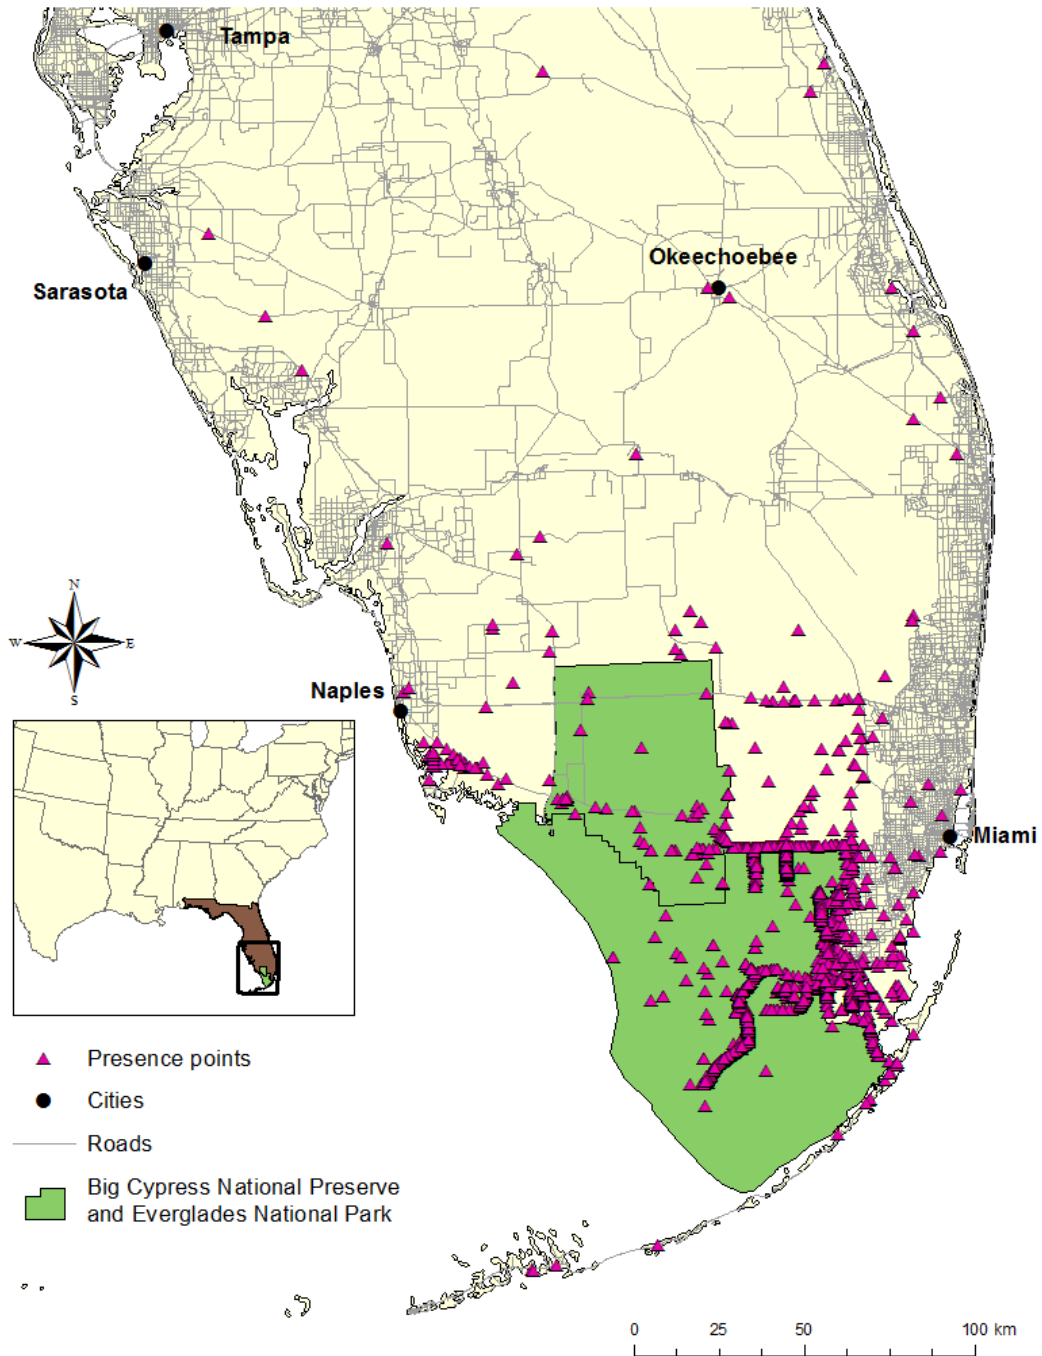 Tampa
Okeechoebee
Sarasota
N
W
E
S
Naples
Miami
Presence points
Cities
Roads
Big Cypress National Preserve
and Everglades National Park
0 25 50 100 km